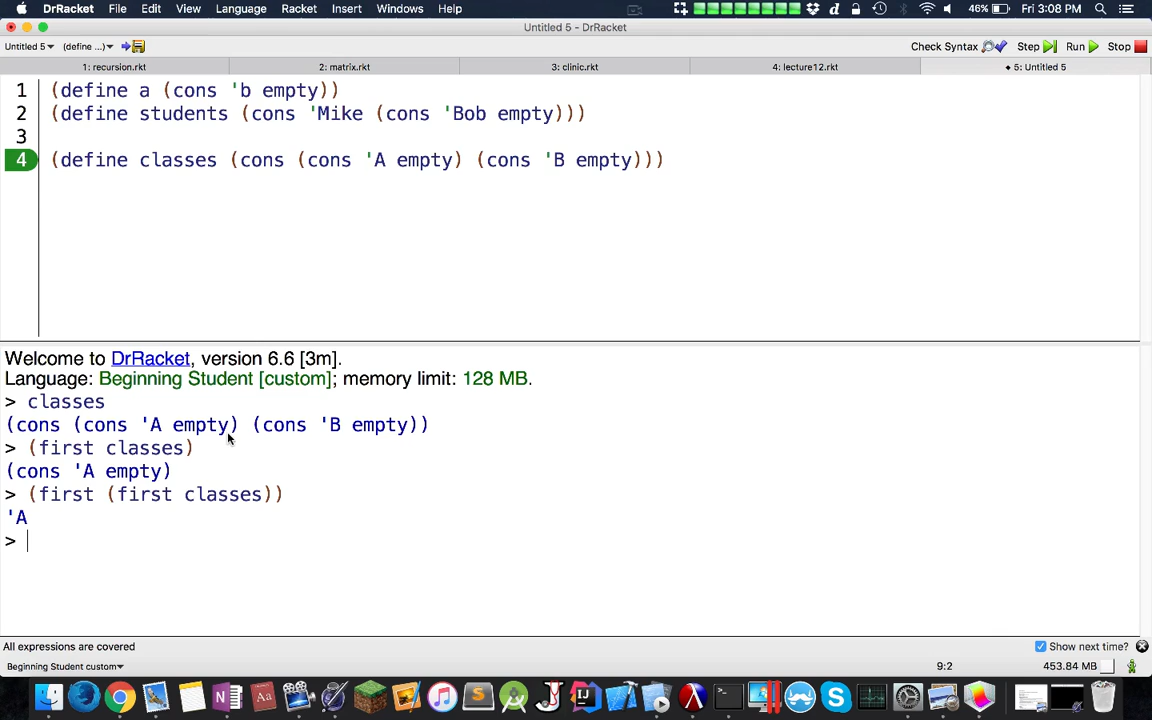 DrRacket File Edit View Language Racket Insert Windows Help 46% Fri 3:08 PM
Untitled 5 - DrRacket
Untitled 5 (define ...) Check Syntax Step Run Stop
1: recursion.rkt 2: matrix.rkt 3: clinic.rkt 4: lecture12.rkt • 5: Untitled 5
1 (define a (cons 'b empty))
2 (define students (cons 'Mike (cons 'Bob empty)))
3
4 (define classes (cons (cons 'A empty) (cons 'B empty)))
Welcome to DrRacket, version 6.6 [3m].
Language: Beginning Student [custom]; memory limit: 128 MB.
> classes
(cons (cons 'A empty) (cons 'B empty))
> (first classes)
(cons 'A empty)
> (first (first classes))
'A
>
All expressions are covered Show next time?
Beginning Student custom 9:2 453.84 MB